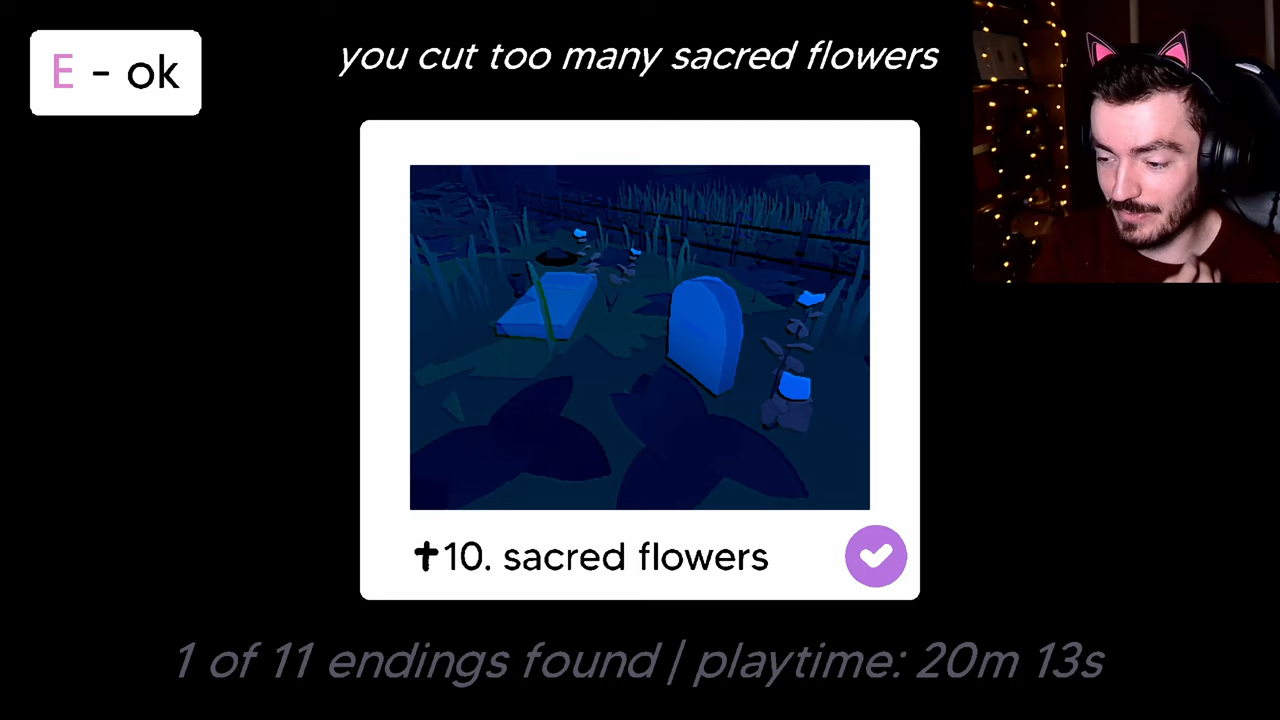 E - ok
you cut too many sacred flowers
✝10. sacred flowers
1 of 11 endings found | playtime: 20m 13s